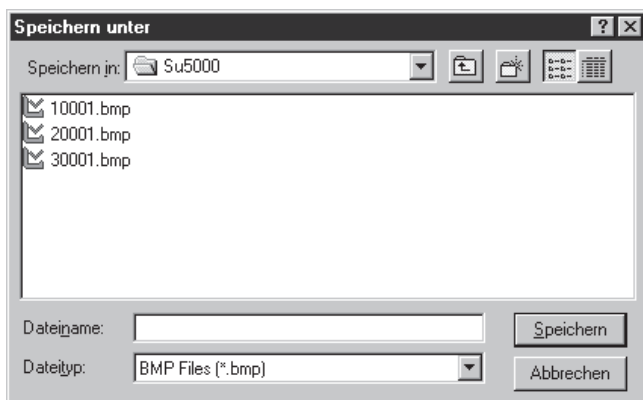 Speichern unter
Speichern in: Su5000
10001.bmp
20001.bmp
30001.bmp
Dateiname:
Speichern
Dateityp: BMP Files (*.bmp)
Abbrechen